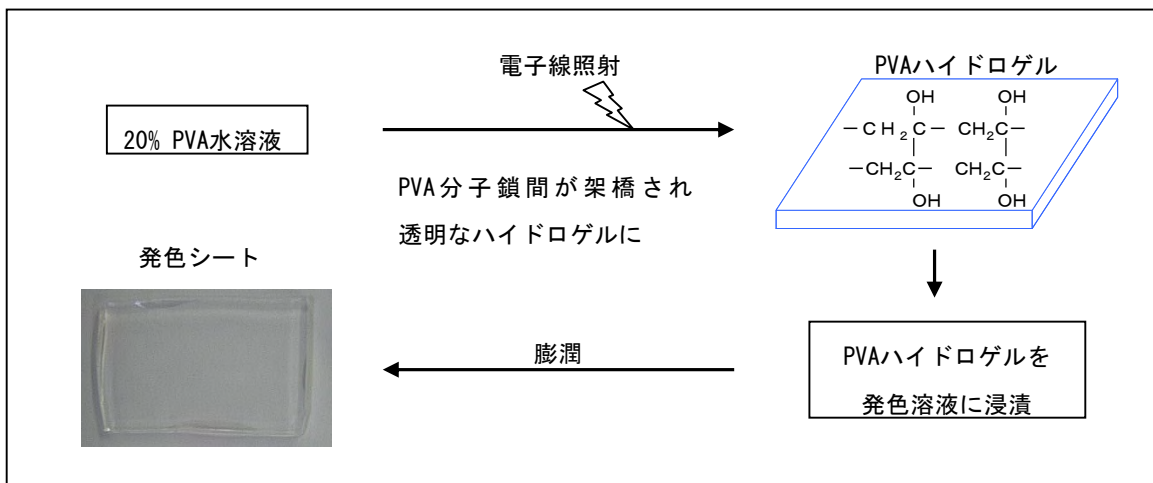 20% PVA水溶液
電子線照射
PVA分子鎖間が架橋され
透明なハイドロゲルに
PVAハイドロゲル
OH OH
－CH2C－ CH2C－
－CH2C－ CH2C－
OH OH
PVAハイドロゲルを
発色溶液に浸漬
膨潤
発色シート